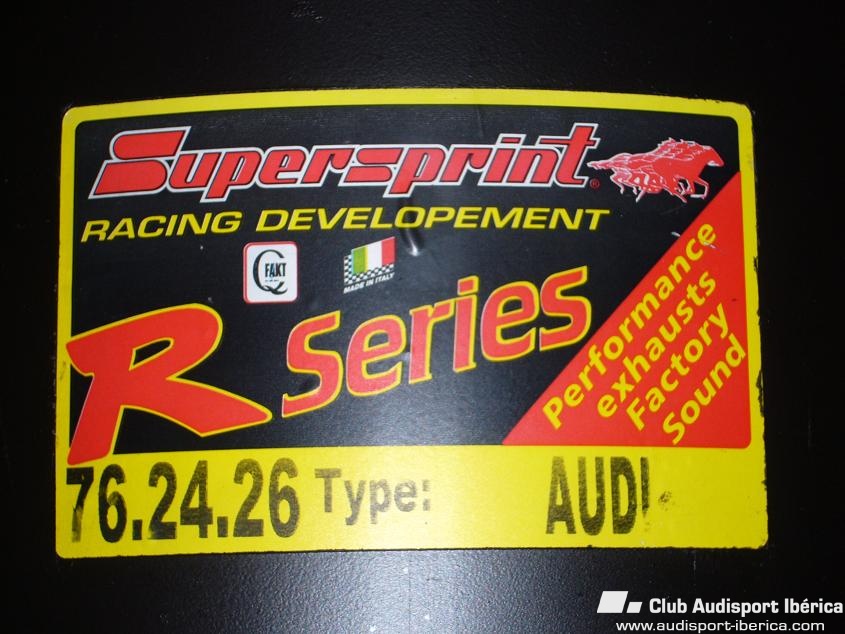 Supersprint®
RACING DEVELOPEMENT
Q FAKT
MADE IN ITALY
R Series
Performance
exhausts
Factory
Sound
76.24.26 Type: AUDI
Club Audisport Ibérica
www.audisport-iberica.com